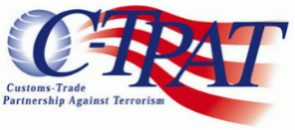 C-TPAT
Customs-Trade
Partnership Against Terrorism